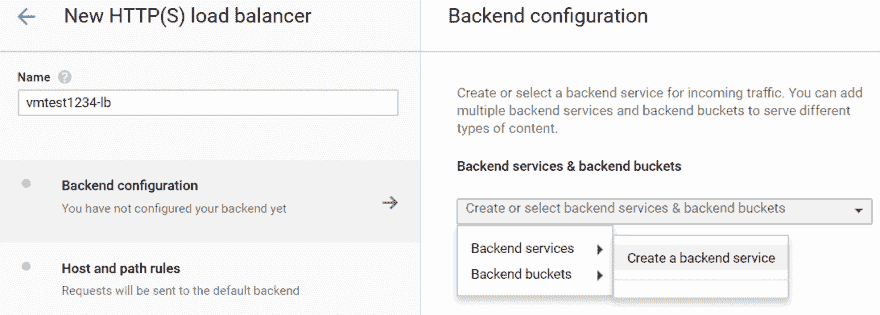 New HTTP(S) load balancer
Name
vmtest1234-lb
Backend configuration
You have not configured your backend yet
Host and path rules
Requests will be sent to the default backend
Backend configuration
Create or select a backend service for incoming traffic. You can add
multiple backend services and backend buckets to serve different
types of content.
Backend services & backend buckets
Create or select backend services & backend buckets
Backend services
Create a backend service
Backend buckets